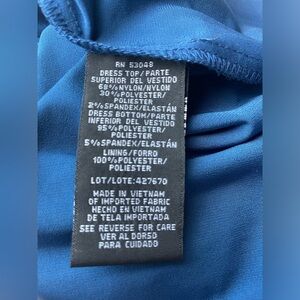 RN 53048
DRESS TOP/PARTE
SUPERIOR DEL VESTIDO
68%NYLON/NYLON
30%POLYESTER/
POLIESTER
2%SPANDEX/ELASTÁN
DRESS BOTTOM/PARTE
INFERIOR DEL VESTIDO
95%POLYESTER/
POLIESTER
5%SPANDEX/ELASTÁN
LINING/FORRO
100%POLYESTER/
POLIESTER
LOT/LOTE:427670
MADE IN VIETNAM
OF IMPORTED FABRIC
HECHO EN VIETNAM
DE TELA IMPORTADA
SEE REVERSE FOR CARE
VER AL DORSO
PARA CUIDADO